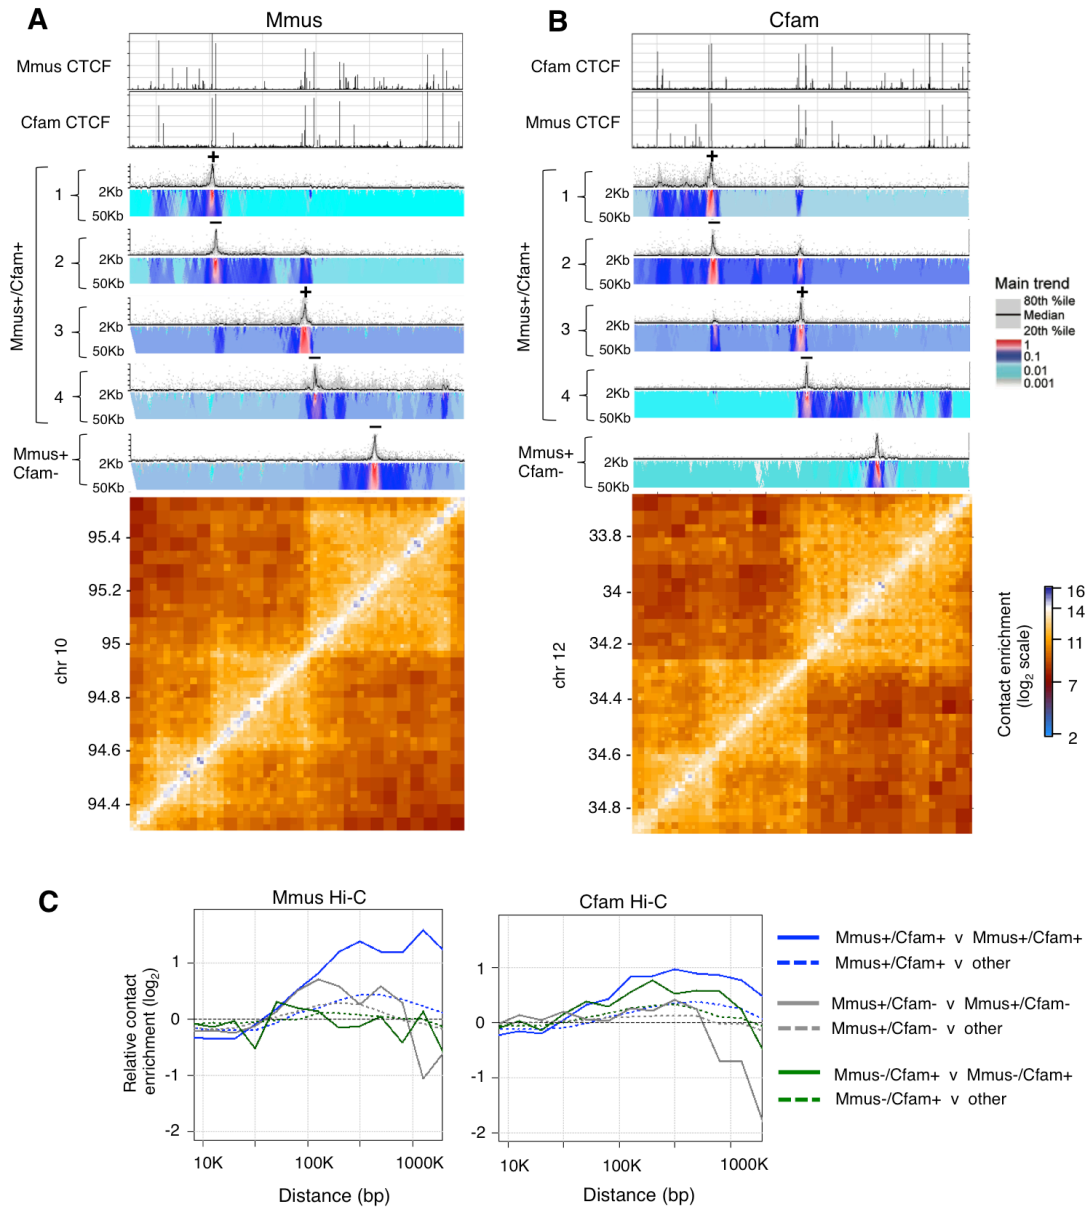 A
Mmus
B
Cfam
Mmus CTCF
Cfam CTCF
Cfam CTCF
Mmus CTCF
Mmus+/Cfam+
1
+
2Kb
50Kb
2
−
2Kb
50Kb
3
+
2Kb
50Kb
4
−
2Kb
50Kb
Mmus+
Cfam-
−
2Kb
50Kb
Mmus+/Cfam+
1
+
2Kb
50Kb
2
−
2Kb
50Kb
3
+
2Kb
50Kb
4
−
2Kb
50Kb
Mmus+
Cfam-
2Kb
50Kb
Main trend
80th %ile
Median
20th %ile
1
0.1
0.01
0.001
chr 10
95.4
95.2
95
94.8
94.6
94.4
chr 12
33.8
34
34.2
34.4
34.6
34.8
Contact enrichment
(log2 scale)
16
14
11
7
2
C
Mmus Hi-C
Relative contact
enrichment (log2)
1
0
-1
-2
10K
100K
1000K
Distance (bp)
Cfam Hi-C
1
0
-1
-2
10K
100K
1000K
Distance (bp)
Mmus+/Cfam+ v Mmus+/Cfam+
Mmus+/Cfam+ v other
Mmus+/Cfam- v Mmus+/Cfam-
Mmus+/Cfam- v other
Mmus-/Cfam+ v Mmus-/Cfam+
Mmus-/Cfam+ v other